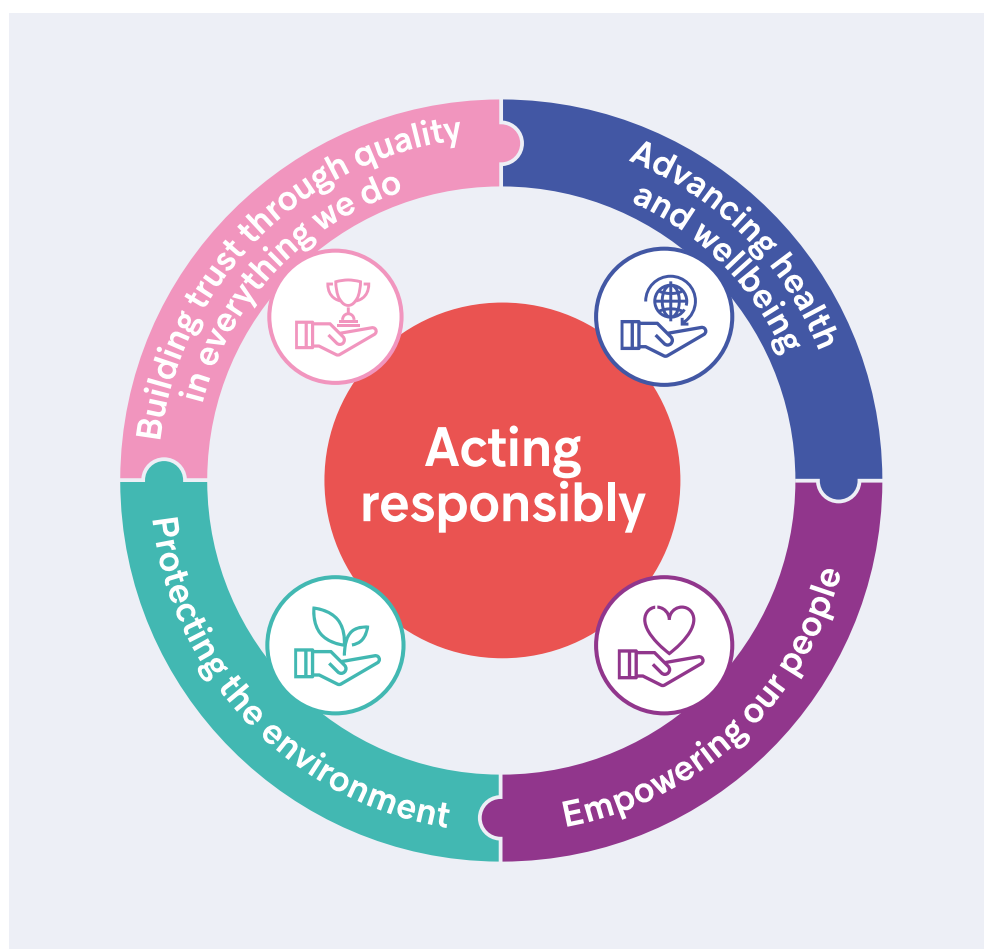 Building trust through quality
in everything we do
Advancing health
and wellbeing
Acting
responsibly
Protecting the environment
Empowering our people